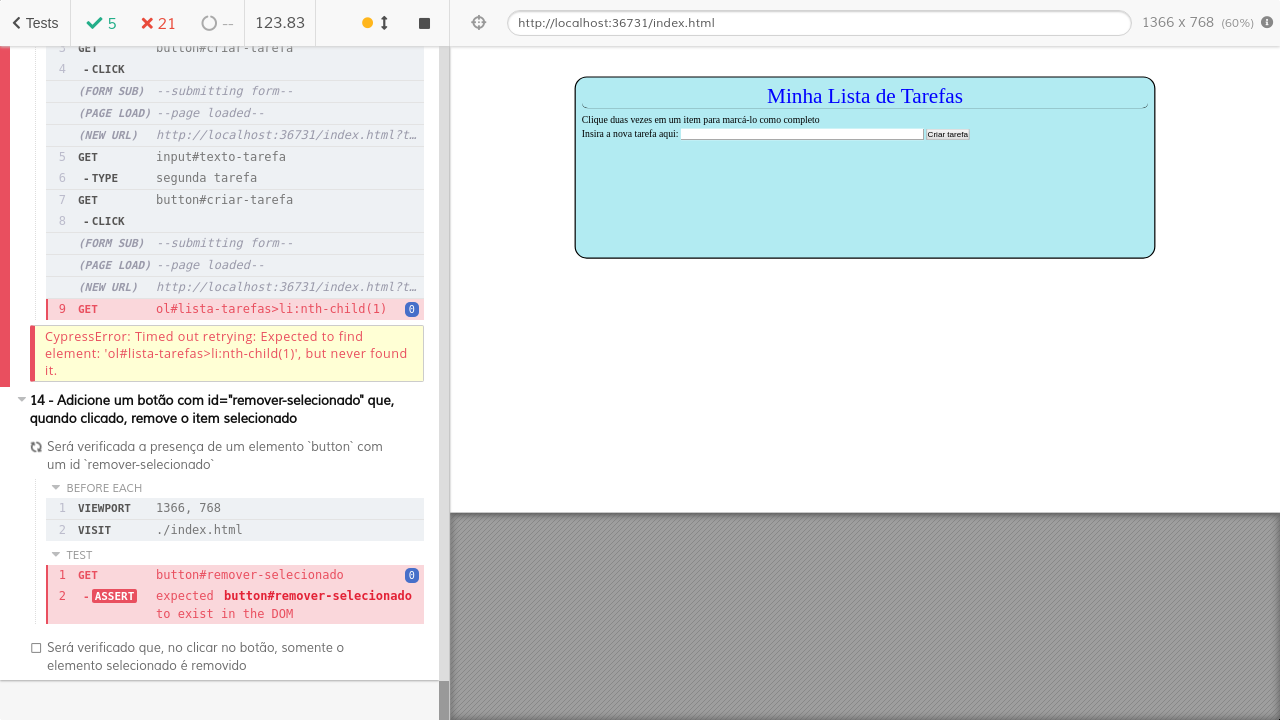 Tests 5 21 -- 123.83 http://localhost:36731/index.html 1366 x 768 (60%)
3 GET button#criar-tarefa
4 -CLICK
(FORM SUB) --submitting form--
(PAGE LOAD) --page loaded--
(NEW URL) http://localhost:36731/index.html?t…
5 GET input#texto-tarefa
6 -TYPE segunda tarefa
7 GET button#criar-tarefa
8 -CLICK
(FORM SUB) --submitting form--
(PAGE LOAD) --page loaded--
(NEW URL) http://localhost:36731/index.html?t…
9 GET ol#lista-tarefas>li:nth-child(1) 0
CypressError: Timed out retrying: Expected to find
element: 'ol#lista-tarefas>li:nth-child(1)', but never found
it.
14 - Adicione um botão com id="remover-selecionado" que,
quando clicado, remove o item selecionado
Será verificada a presença de um elemento `button` com
um id `remover-selecionado`
BEFORE EACH
1 VIEWPORT 1366, 768
2 VISIT ./index.html
TEST
1 GET button#remover-selecionado 0
2 -ASSERT expected button#remover-selecionado
to exist in the DOM
Será verificado que, no clicar no botão, somente o
elemento selecionado é removido
Minha Lista de Tarefas
Clique duas vezes em um item para marcá-lo como completo
Insira a nova tarefa aqui: Criar tarefa